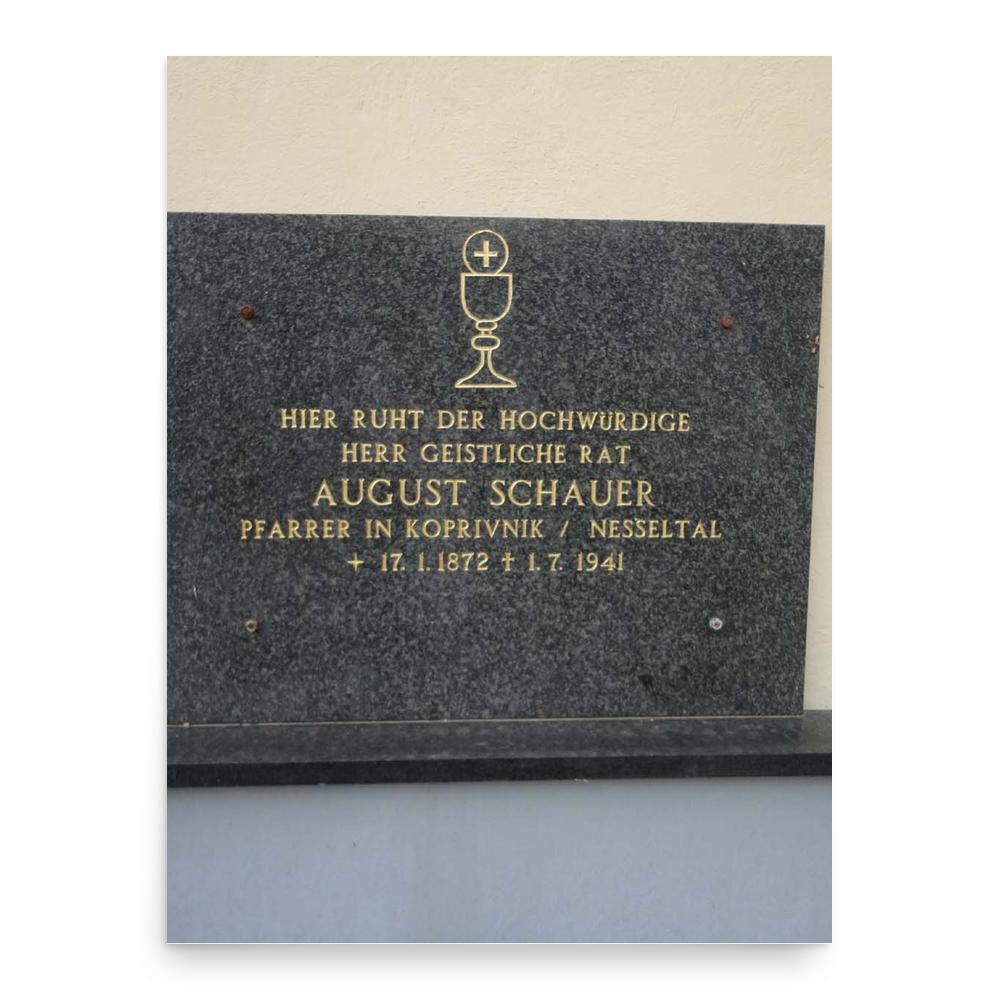 HIER RUHT DER HOCHWÜRDIGE
HERR GEISTLICHE RAT
AUGUST SCHAUER
PFARRER IN KOPRIVNIK / NESSELTAL
+ 17. 1. 1872 † 1. 7. 1941